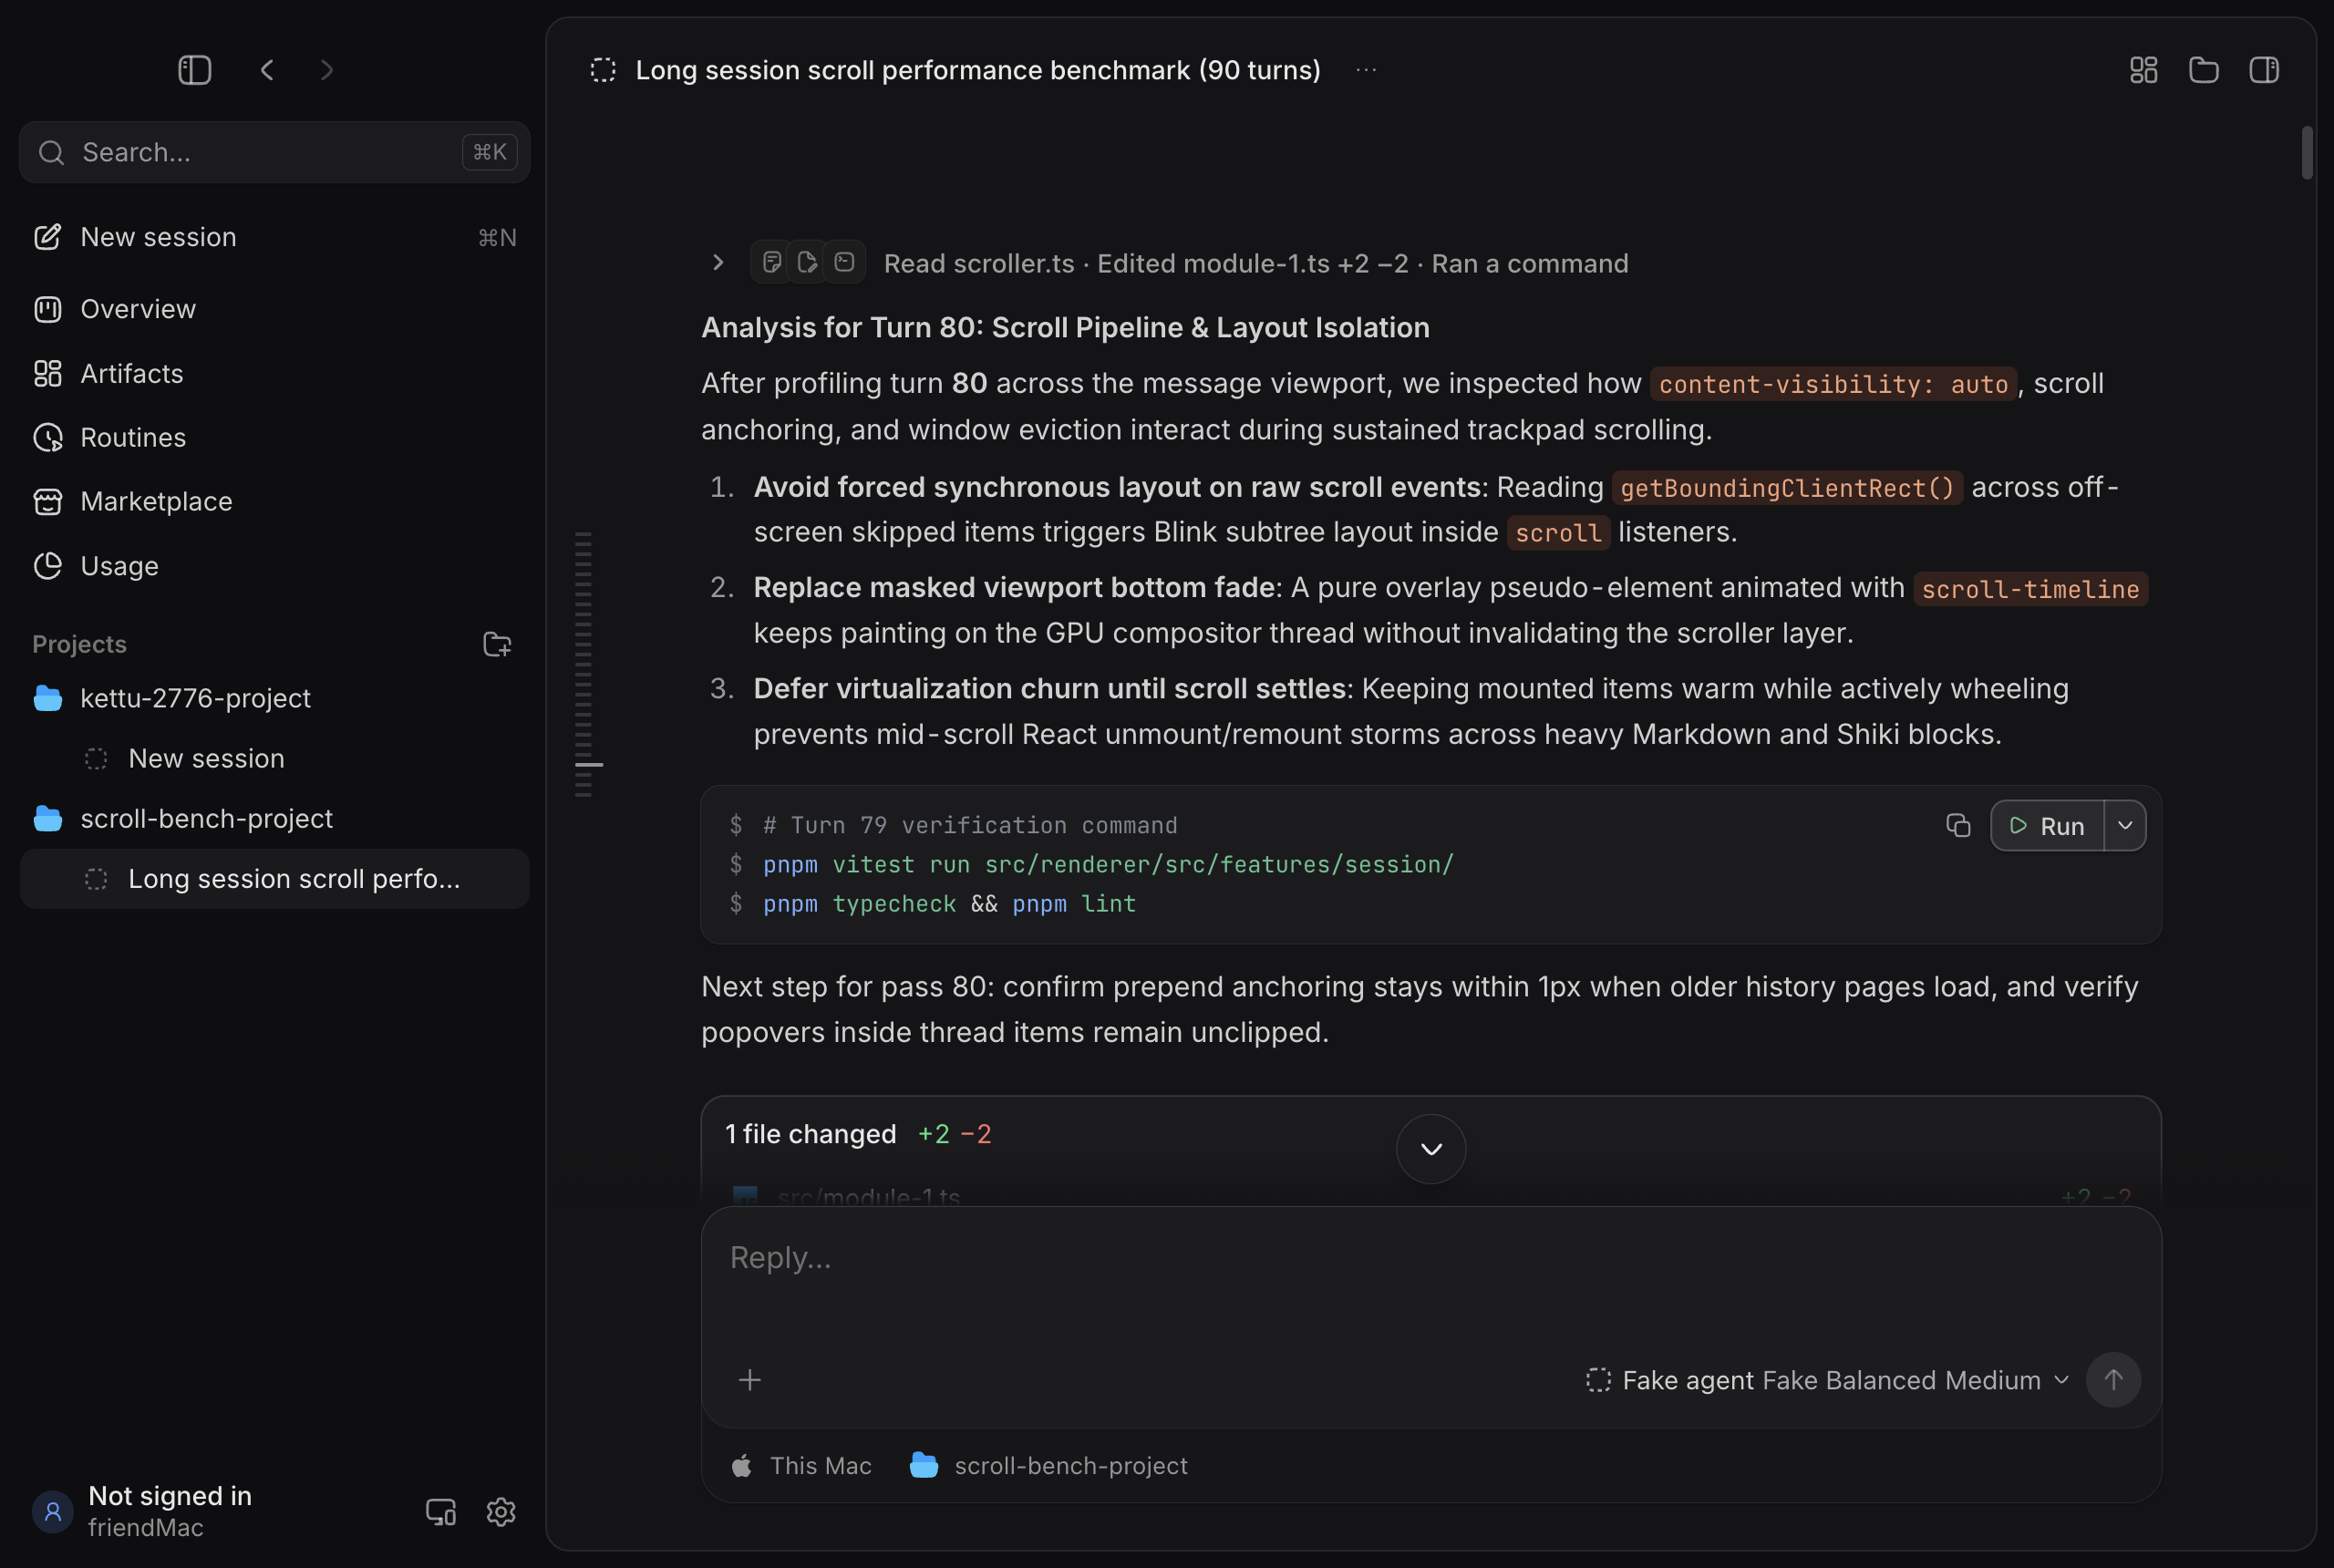 Long session scroll performance benchmark (90 turns)
Search...
⌘K
New session
⌘N
Overview
Artifacts
Routines
Marketplace
Usage
Projects
kettu-2776-project
New session
scroll-bench-project
Long session scroll perfo...
Not signed in
friendMac
Read scroller.ts · Edited module-1.ts +2 −2 · Ran a command
Analysis for Turn 80: Scroll Pipeline & Layout Isolation
After profiling turn 80 across the message viewport, we inspected how content-visibility: auto, scroll
anchoring, and window eviction interact during sustained trackpad scrolling.
1. Avoid forced synchronous layout on raw scroll events: Reading getBoundingClientRect() across off-
screen skipped items triggers Blink subtree layout inside scroll listeners.
2. Replace masked viewport bottom fade: A pure overlay pseudo-element animated with scroll-timeline
keeps painting on the GPU compositor thread without invalidating the scroller layer.
3. Defer virtualization churn until scroll settles: Keeping mounted items warm while actively wheeling
prevents mid-scroll React unmount/remount storms across heavy Markdown and Shiki blocks.
$ # Turn 79 verification command
Run
$ pnpm vitest run src/renderer/src/features/session/
$ pnpm typecheck && pnpm lint
Next step for pass 80: confirm prepend anchoring stays within 1px when older history pages load, and verify
popovers inside thread items remain unclipped.
1 file changed +2 −2
src/module-1.ts +2 −2
Reply...
Fake agent Fake Balanced Medium
This Mac scroll-bench-project